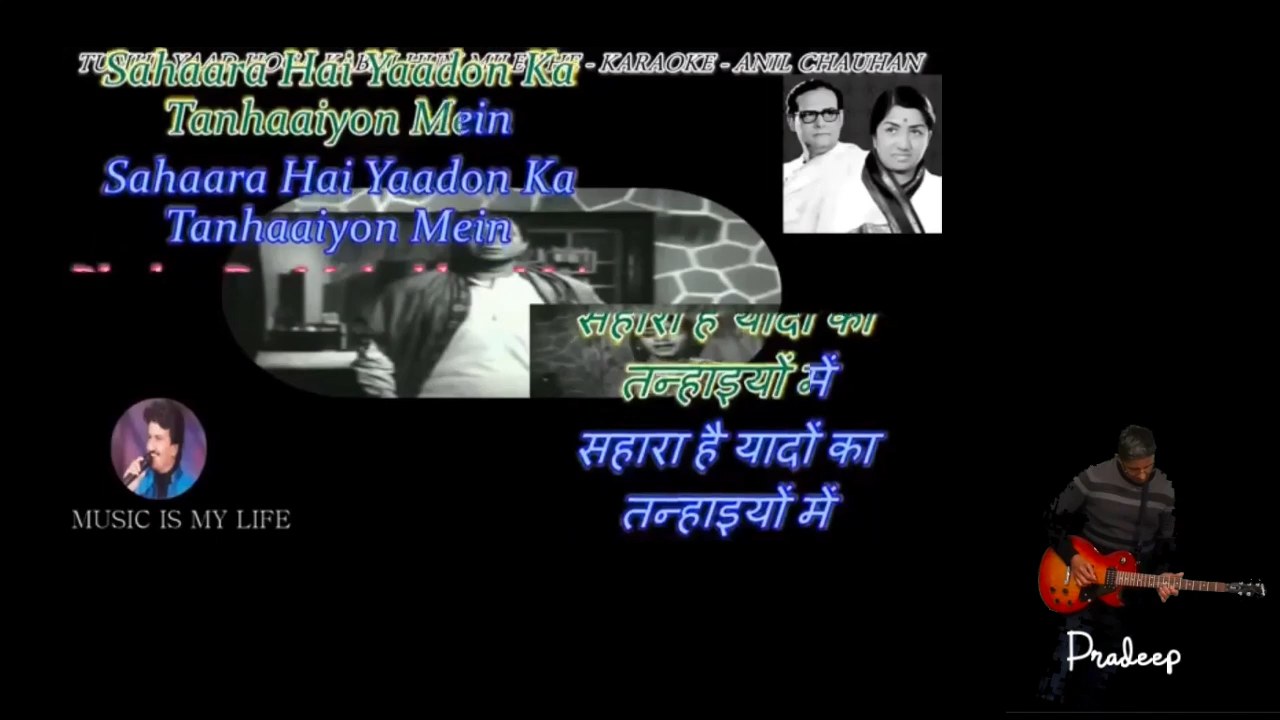 - KARAOKE - ANIL CHAUHAN
Sahaara Hai Yaadon Ka
Tanhaaiyon Mein
Sahaara Hai Yaadon Ka
Tanhaaiyon Mein
सहारा है यादों का
तन्हाइयों में
सहारा है यादों का
तन्हाइयों में
MUSIC IS MY LIFE
Pradeep